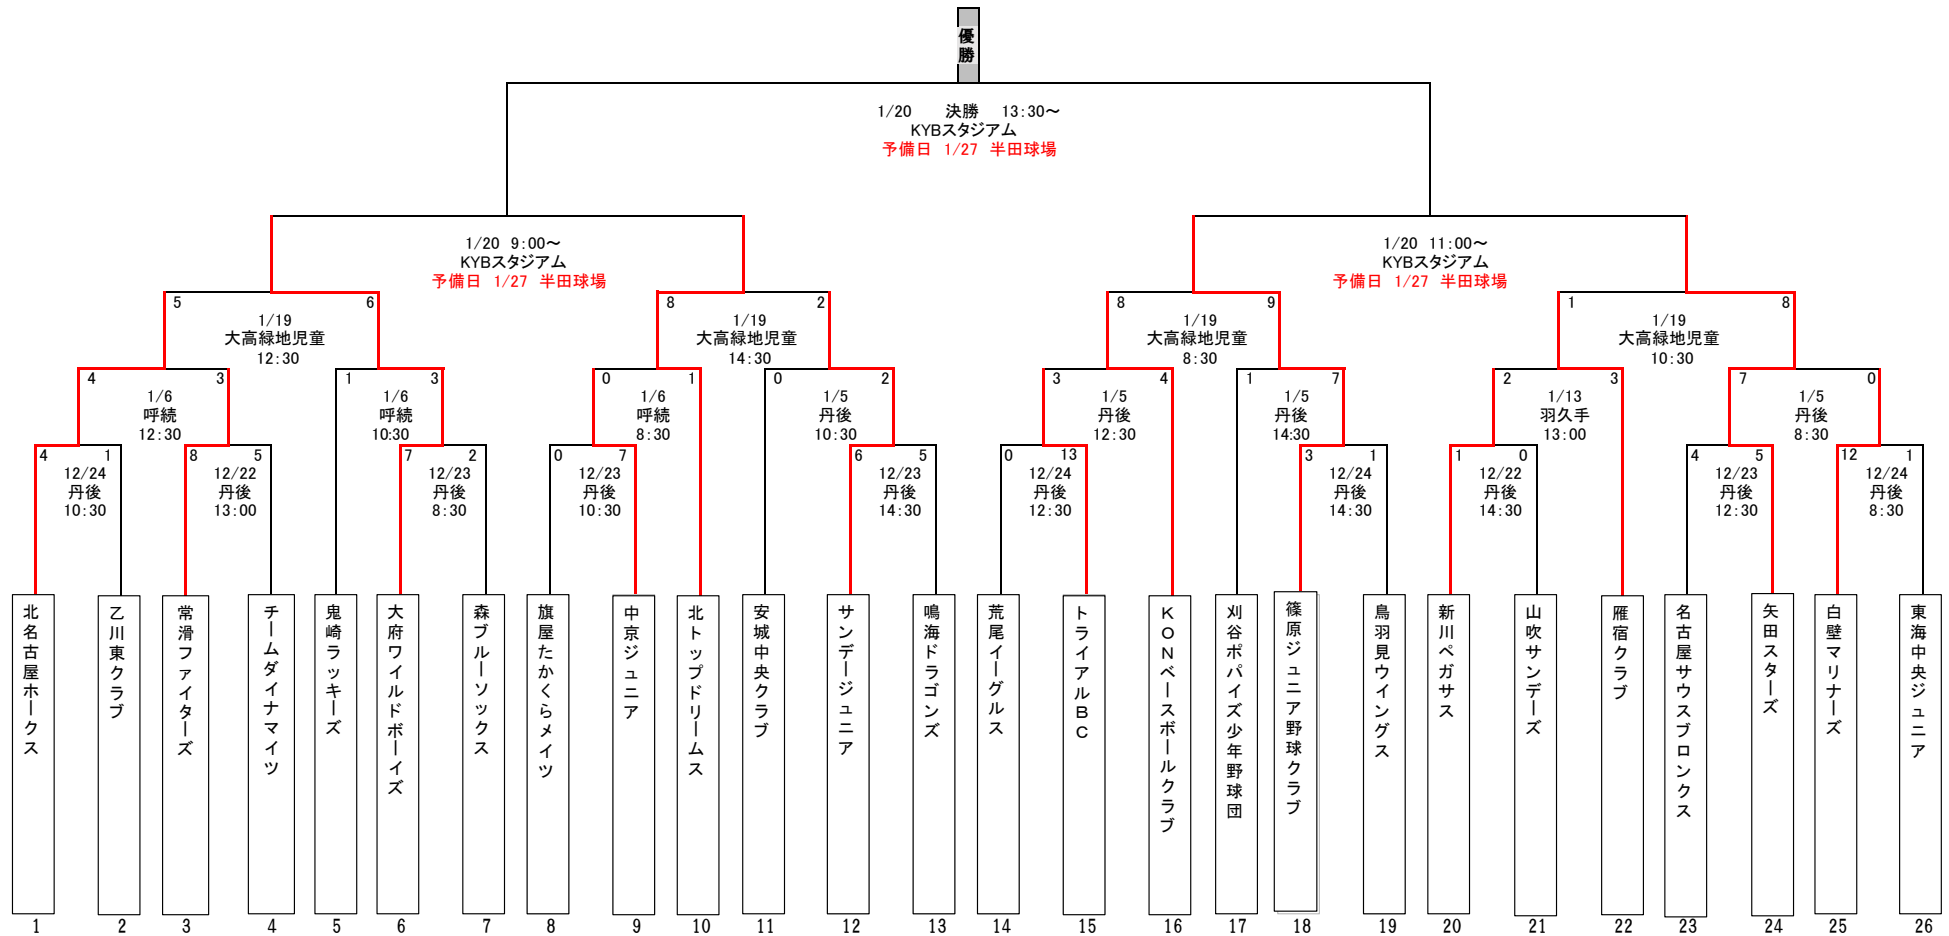 優勝
1/20 決勝 13:30～
KYBスタジアム
予備日 1/27 半田球場
1/20 9:00～
KYBスタジアム
予備日 1/27 半田球場
1/20 11:00～
KYBスタジアム
予備日 1/27 半田球場
5 6
1/19
大高緑地児童
12:30
8 2
1/19
大高緑地児童
14:30
8 9
1/19
大高緑地児童
8:30
1 8
1/19
大高緑地児童
10:30
4 3
1/6
呼続
12:30
1 3
1/6
呼続
10:30
0 1
1/6
呼続
8:30
0 2
1/5
丹後
10:30
3 4
1/5
丹後
12:30
1 7
1/5
丹後
14:30
2 3
1/13
羽久手
13:00
7 0
1/5
丹後
8:30
4 1
12/24
丹後
10:30
8 5
12/22
丹後
13:00
7 2
12/23
丹後
8:30
0 7
12/23
丹後
10:30
6 5
12/23
丹後
14:30
0 13
12/24
丹後
12:30
3 1
12/24
丹後
14:30
1 0
12/22
丹後
14:30
4 5
12/23
丹後
12:30
12 1
12/24
丹後
8:30
北名古屋ホークス
乙川東クラブ
常滑ファイターズ
チームダイナマイツ
鬼崎ラッキーズ
大府ワイルドボーイズ
森ブルーソックス
旗屋たかくらメイツ
中京ジュニア
北トップドリームス
安城中央クラブ
サンデージュニア
鳴海ドラゴンズ
荒尾イーグルス
トライアルBC
KONベースボールクラブ
刈谷ポパイズ少年野球団
篠原ジュニア野球クラブ
鳥羽見ウイングス
新川ペガサス
山吹サンデーズ
雁宿クラブ
名古屋サウスブロンクス
矢田スターズ
白壁マリナーズ
東海中央ジュニア
1 2 3 4 5 6 7 8 9 10 11 12 13 14 15 16 17 18 19 20 21 22 23 24 25 26